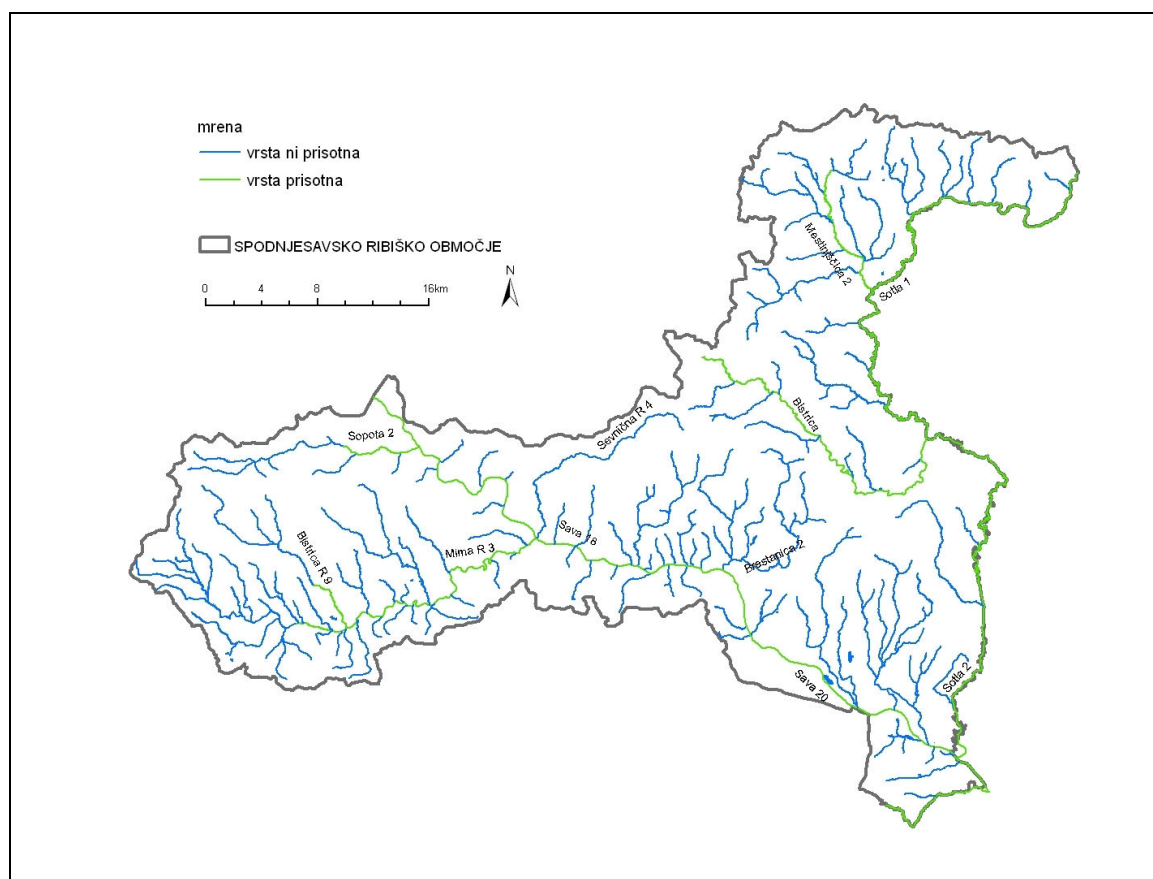 mrena
vrsta ni prisotna
vrsta prisotna
SPODNJESAVSKO RIBIŠKO OBMOČJE
0 4 8 16km
N
Mestinjščica 2
Sotla 1
Bistrica
Sevnična R 4
Sopota 2
Sava 18
Mirna R 3
Bistrica R 9
Brestanica 2
Sava 20
Sotla 2